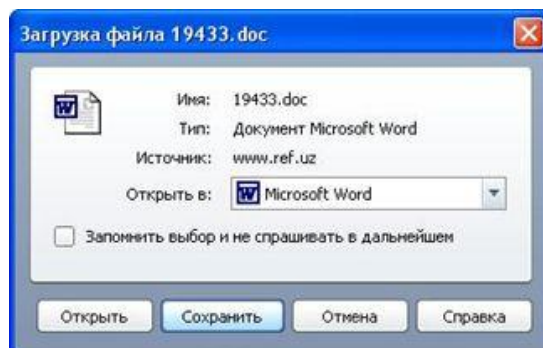 Загрузка файла 19433.doc
Имя: 19433.doc
Тип: Документ Microsoft Word
Источник: www.ref.uz
Открыть в: Microsoft Word
Запомнить выбор и не спрашивать в дальнейшем
Открыть Сохранить Отмена Справка